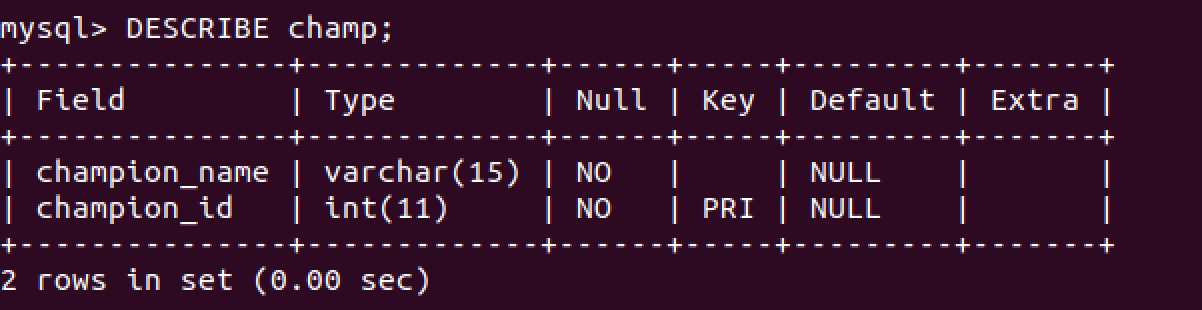 mysql> DESCRIBE champ;
+---------------+-------------+------+-----+---------+-------+
| Field         | Type        | Null | Key | Default | Extra |
+---------------+-------------+------+-----+---------+-------+
| champion_name | varchar(15) | NO   |     | NULL    |       |
| champion_id   | int(11)     | NO   | PRI | NULL    |       |
+---------------+-------------+------+-----+---------+-------+
2 rows in set (0.00 sec)